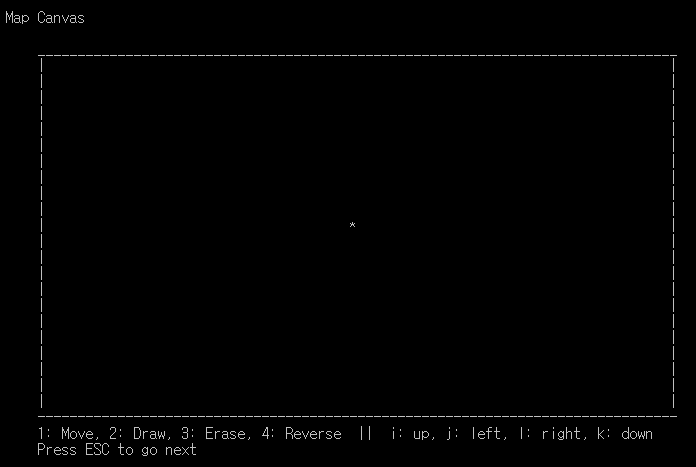 Map Canvas
*
1: Move, 2: Draw, 3: Erase, 4: Reverse  ||  i: up, j: left, l: right, k: down
Press ESC to go next